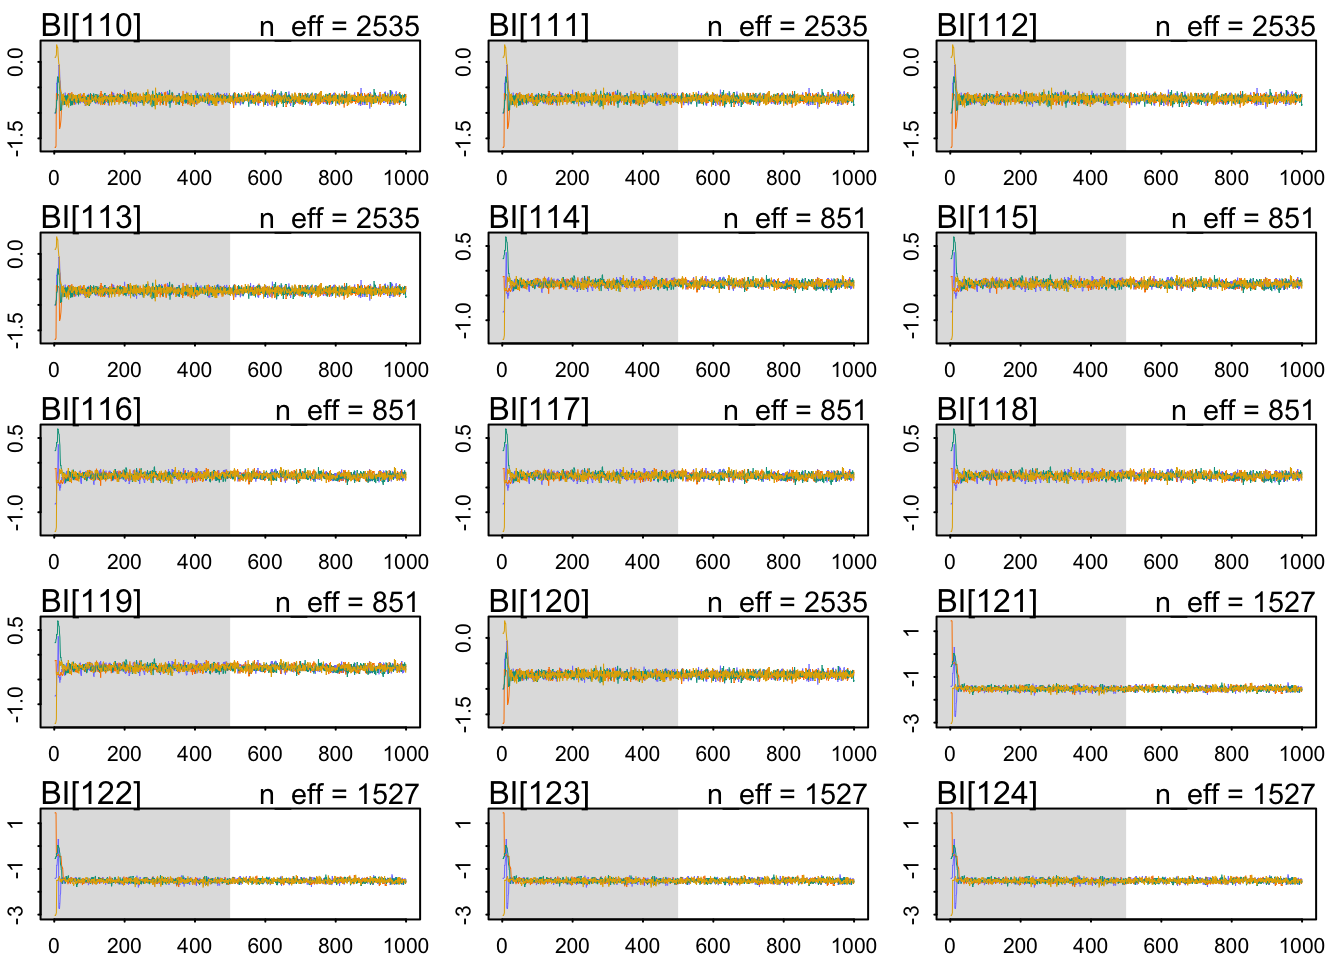 BI[110] n_eff = 2535 BI[111] n_eff = 2535 BI[112] n_eff = 2535
0.0 -1.5 0.0 -1.5 0.0 -1.5
0 200 400 600 800 1000 0 200 400 600 800 1000 0 200 400 600 800 1000
BI[113] n_eff = 2535 BI[114] n_eff = 851 BI[115] n_eff = 851
0.0 -1.5 0.5 -1.0 0.5 -1.0
0 200 400 600 800 1000 0 200 400 600 800 1000 0 200 400 600 800 1000
BI[116] n_eff = 851 BI[117] n_eff = 851 BI[118] n_eff = 851
0.5 -1.0 0.5 -1.0 0.5 -1.0
0 200 400 600 800 1000 0 200 400 600 800 1000 0 200 400 600 800 1000
BI[119] n_eff = 851 BI[120] n_eff = 2535 BI[121] n_eff = 1527
0.5 -1.0 0.0 -1.5 1 -1 -3
0 200 400 600 800 1000 0 200 400 600 800 1000 0 200 400 600 800 1000
BI[122] n_eff = 1527 BI[123] n_eff = 1527 BI[124] n_eff = 1527
1 -1 -3 1 -1 -3 1 -1 -3
0 200 400 600 800 1000 0 200 400 600 800 1000 0 200 400 600 800 1000